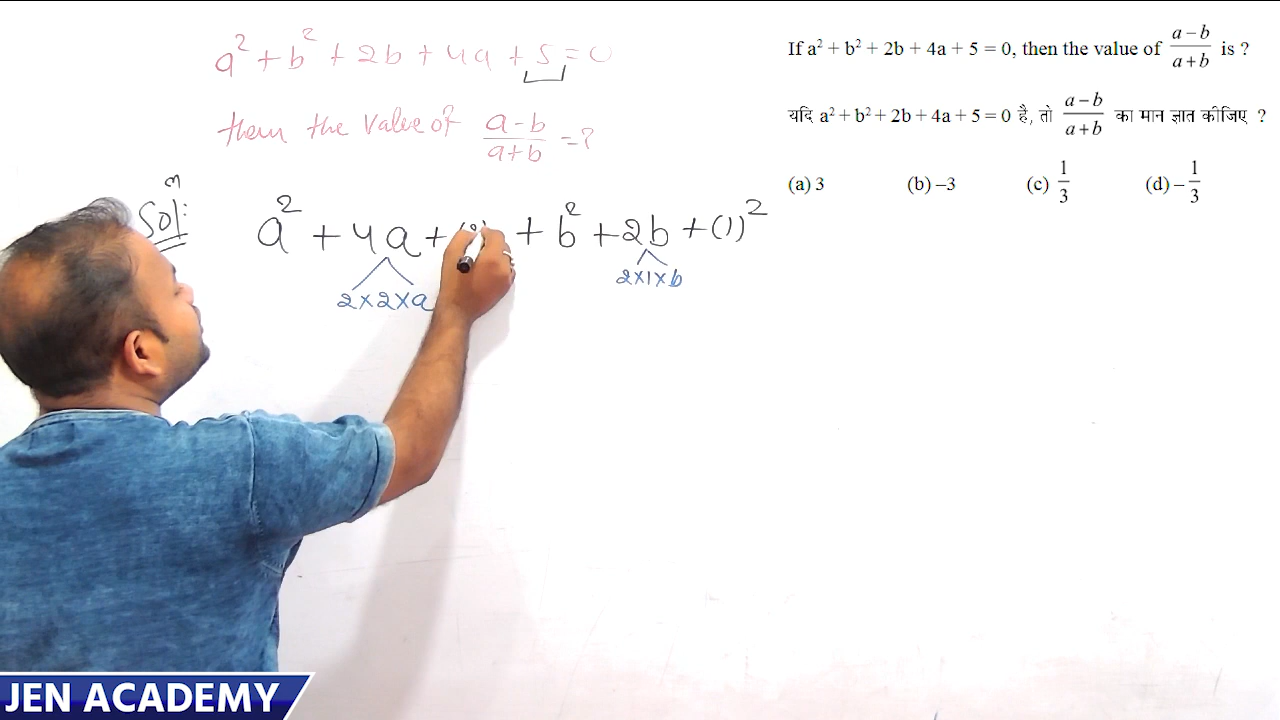 a² + b² + 2b + 4a + 5 = 0
them the value of a-b/a+b = ?
Solⁿ:
a² + 4a + + b² + 2b + (1)²
2×2×a 2×1×b
If a² + b² + 2b + 4a + 5 = 0, then the value of a−b/a+b is ?
यदि a² + b² + 2b + 4a + 5 = 0 है, तो a−b/a+b का मान ज्ञात कीजिए ?
(a) 3 (b) –3 (c) 1/3 (d) –1/3
JEN ACADEMY